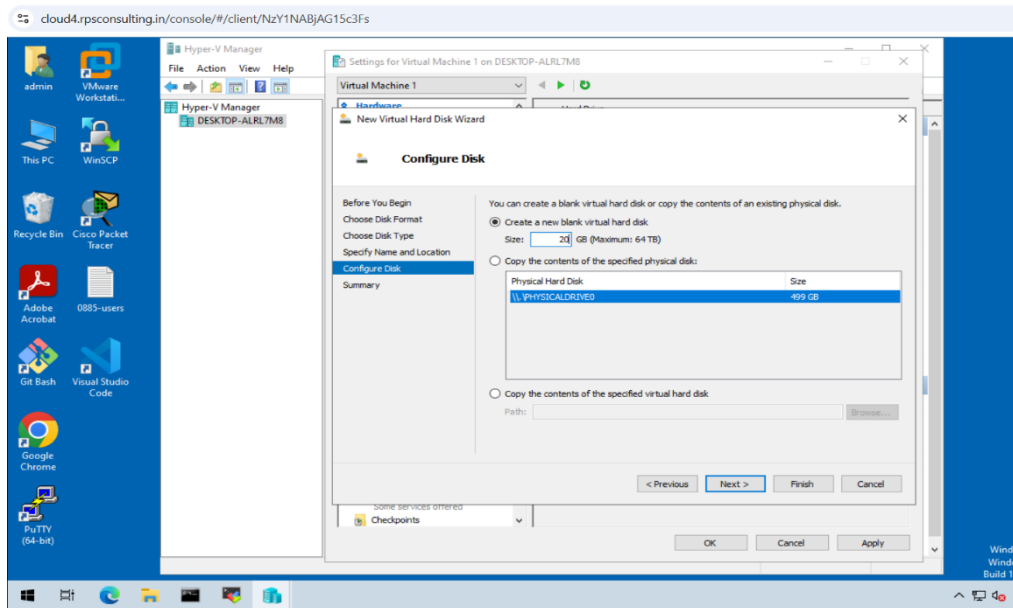 cloud4.rpsconsulting.in/console/#/client/NzY1NABjAG15c3Fs
admin
VMware
Workstati...
This PC
WinSCP
Recycle Bin
Cisco Packet
Tracer
Adobe
Acrobat
0885-users
Git Bash
Visual Studio
Code
Google
Chrome
PuTTY
(64-bit)
Hyper-V Manager
File Action View Help
Hyper-V Manager
DESKTOP-ALRL7M8
Settings for Virtual Machine 1 on DESKTOP-ALRL7M8
Virtual Machine 1
Hardware
New Virtual Hard Disk Wizard
Configure Disk
Before You Begin
Choose Disk Format
Choose Disk Type
Specify Name and Location
Configure Disk
Summary
You can create a blank virtual hard disk or copy the contents of an existing physical disk.
Create a new blank virtual hard disk
Size: 20 GB (Maximum: 64 TB)
Copy the contents of the specified physical disk:
Physical Hard Disk Size
\\.\PHYSICALDRIVE0 499 GB
Copy the contents of the specified virtual hard disk
Path: Browse...
< Previous Next > Finish Cancel
Some services offered
Checkpoints
OK Cancel Apply
Wind
Wind
Build 1